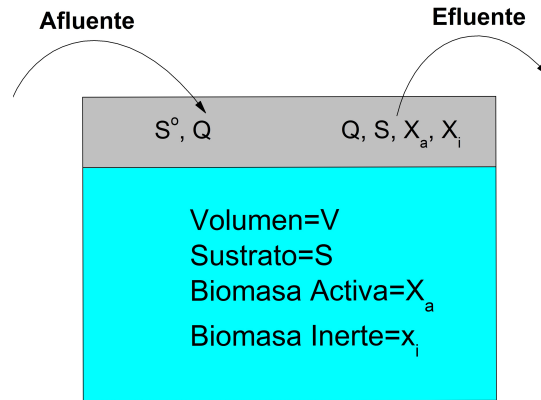 Afluente
Efluente
S°, Q
Q, S, Xₐ, Xᵢ
Volumen=V
Sustrato=S
Biomasa Activa=Xₐ
Biomasa Inerte=xᵢ